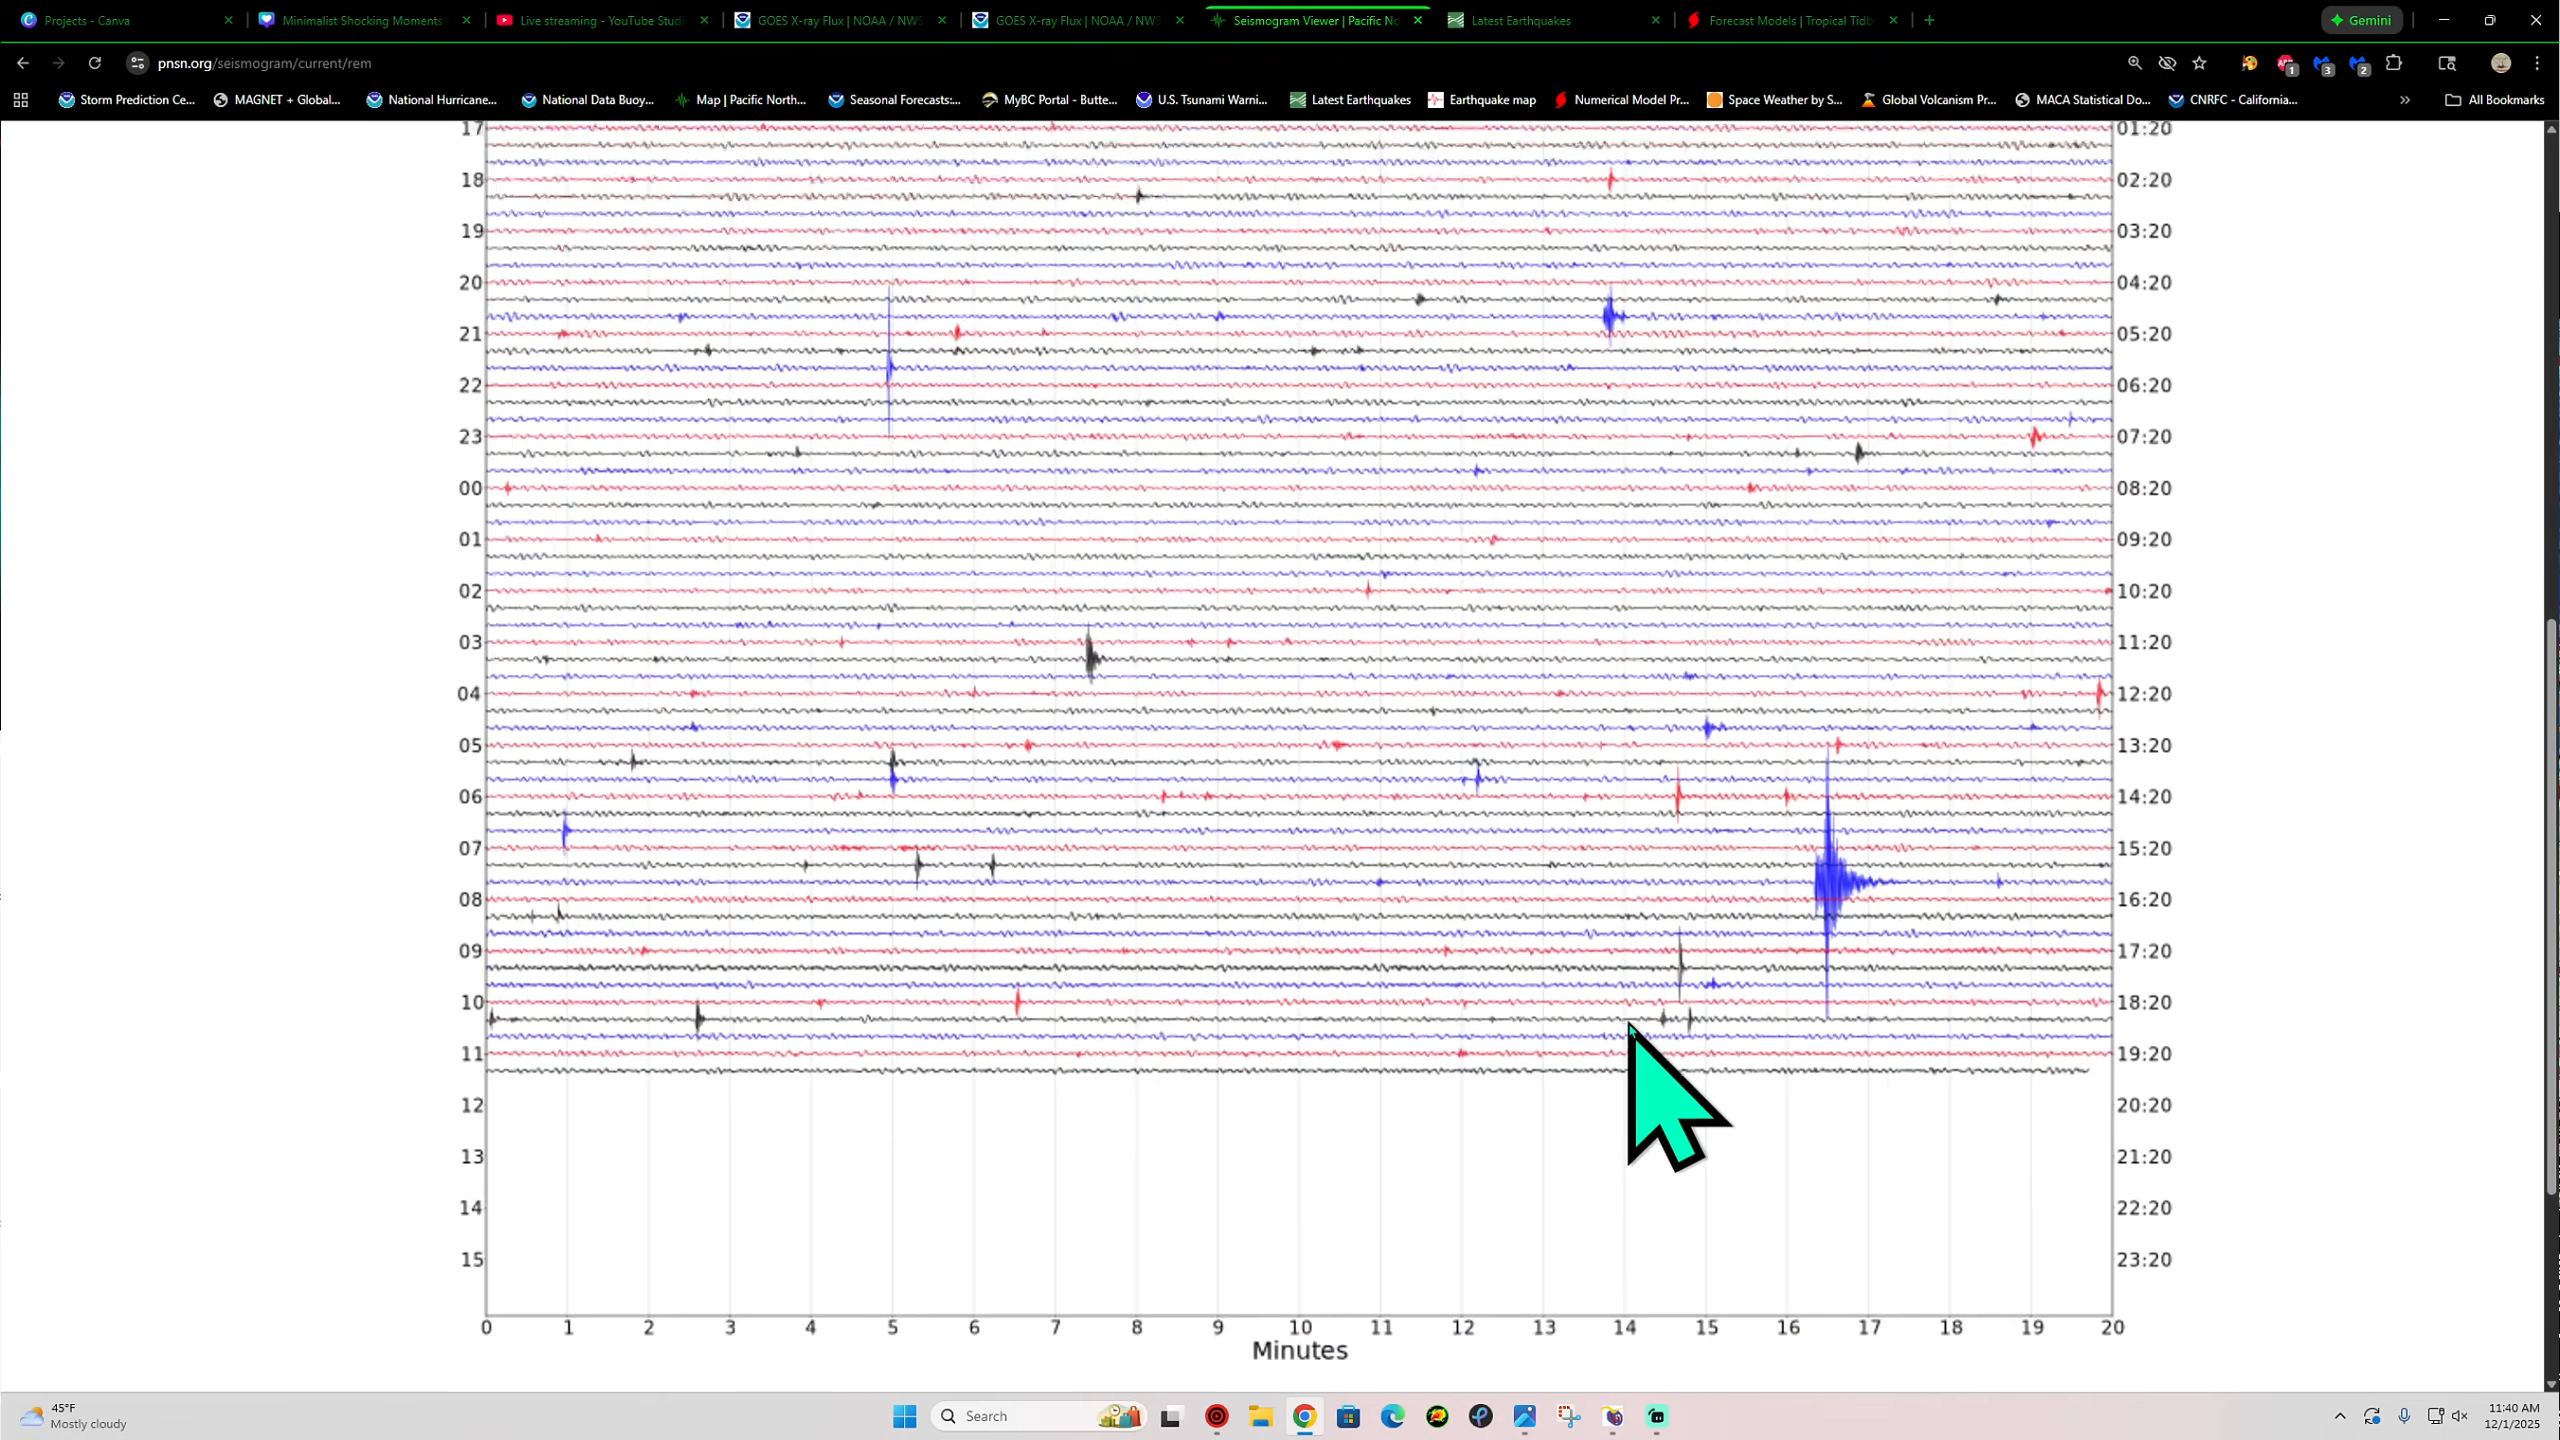 Projects - Canva
Minimalist Shocking Moments
Live streaming - YouTube Studi
GOES X-ray Flux | NOAA / NWS
GOES X-ray Flux | NOAA / NWS
Seismogram Viewer | Pacific No
Latest Earthquakes
Forecast Models | Tropical Tidb
Gemini
pnsn.org/seismogram/current/rem
1
3
2
Storm Prediction Ce...
MAGNET + Global...
National Hurricane...
National Data Buoy...
Map | Pacific North...
Seasonal Forecasts:...
MyBC Portal - Butte...
U.S. Tsunami Warni...
Latest Earthquakes
Earthquake map
Numerical Model Pr...
Space Weather by S...
Global Volcanism Pr...
MACA Statistical Do...
CNRFC - California...
All Bookmarks
17 01:20
18 02:20
19 03:20
20 04:20
21 05:20
22 06:20
23 07:20
00 08:20
01 09:20
02 10:20
03 11:20
04 12:20
05 13:20
06 14:20
07 15:20
08 16:20
09 17:20
10 18:20
11 19:20
12 20:20
13 21:20
14 22:20
15 23:20
0 1 2 3 4 5 6 7 8 9 10 11 12 13 14 15 16 17 18 19 20
Minutes
45°F
Mostly cloudy
Search
11:40 AM
12/1/2025